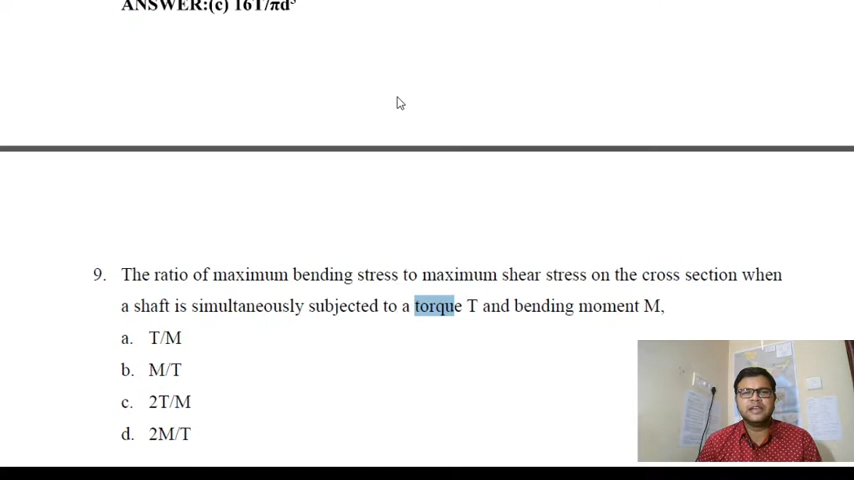 ANSWER:(c) 16T/πd³
9. The ratio of maximum bending stress to maximum shear stress on the cross section when
a shaft is simultaneously subjected to a torque T and bending moment M,
a. T/M
b. M/T
c. 2T/M
d. 2M/T